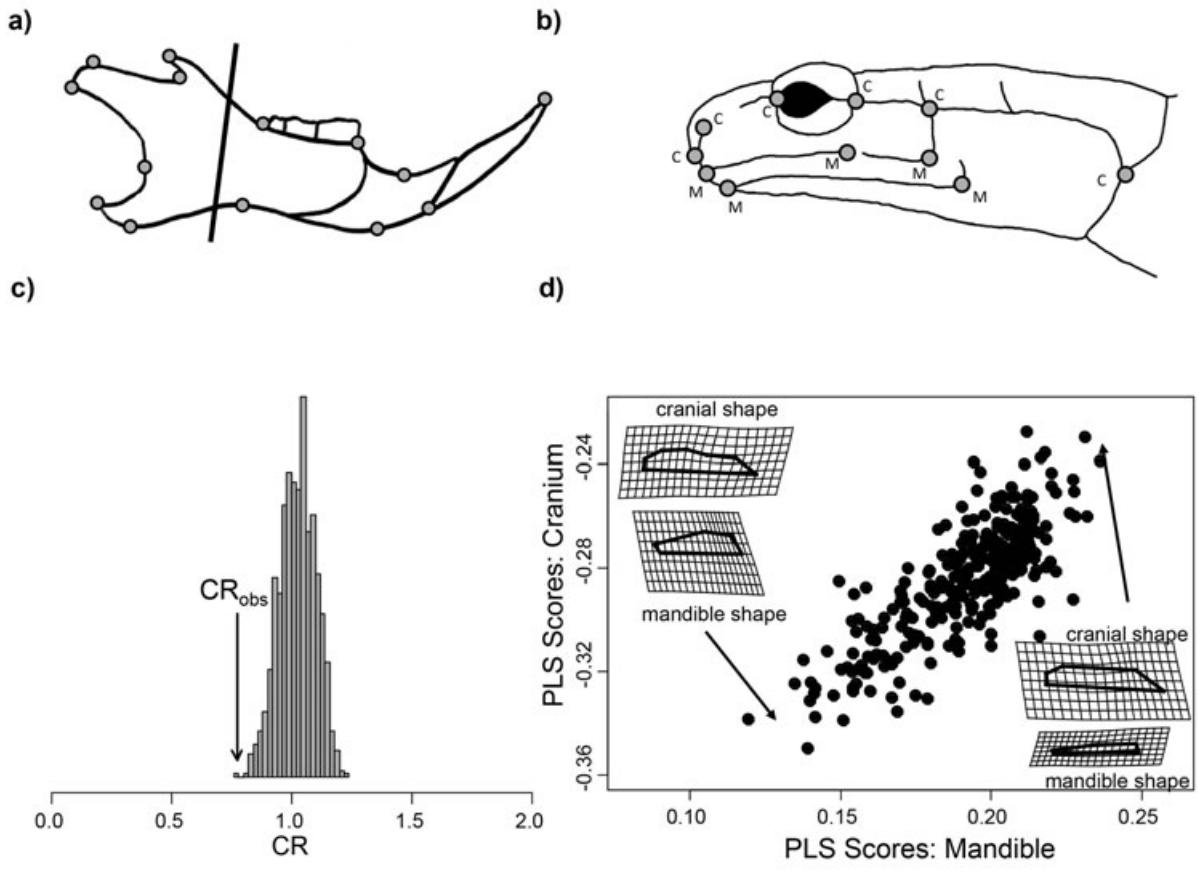 a)
b)
C
C
C
C
C
M
M
M
M
M
C
c)
d)
CRobs
0.0
0.5
1.0
1.5
2.0
CR
cranial shape
mandible shape
cranial shape
mandible shape
-0.24
-0.28
-0.32
-0.36
PLS Scores: Cranium
0.10
0.15
0.20
0.25
PLS Scores: Mandible